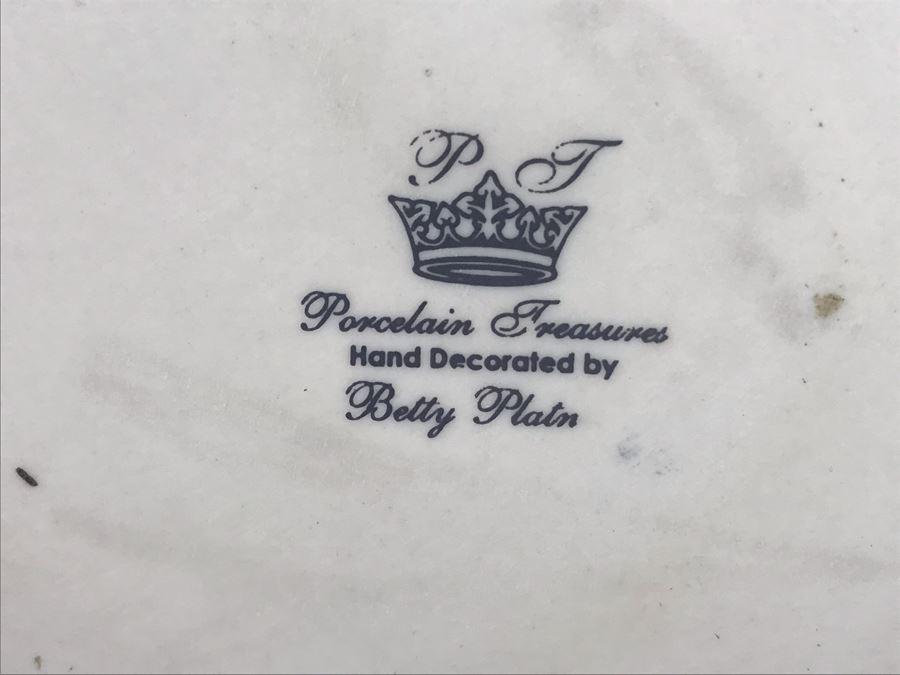 P T
Porcelain Treasures
Hand Decorated by
Betty Platn